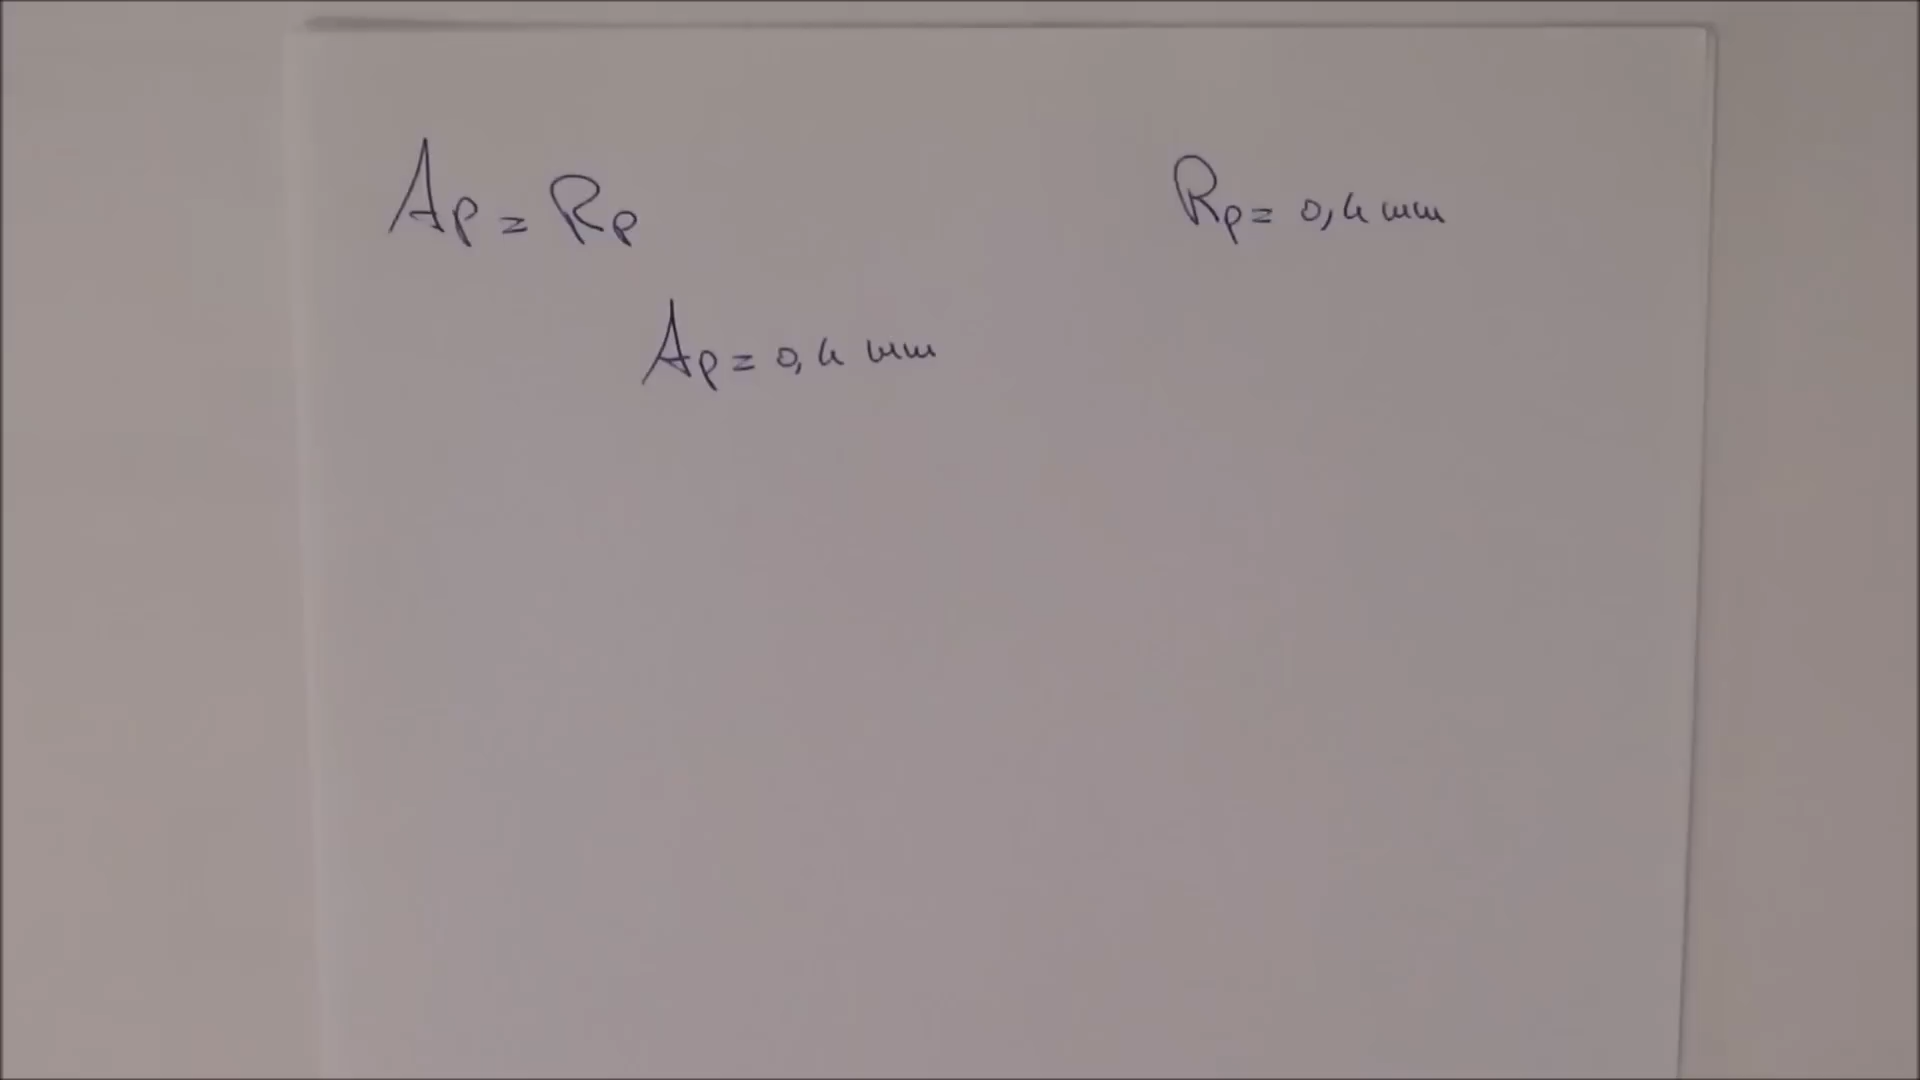 Ap = Rp
Rp = 0,4 mm
Ap = 0,4 mm